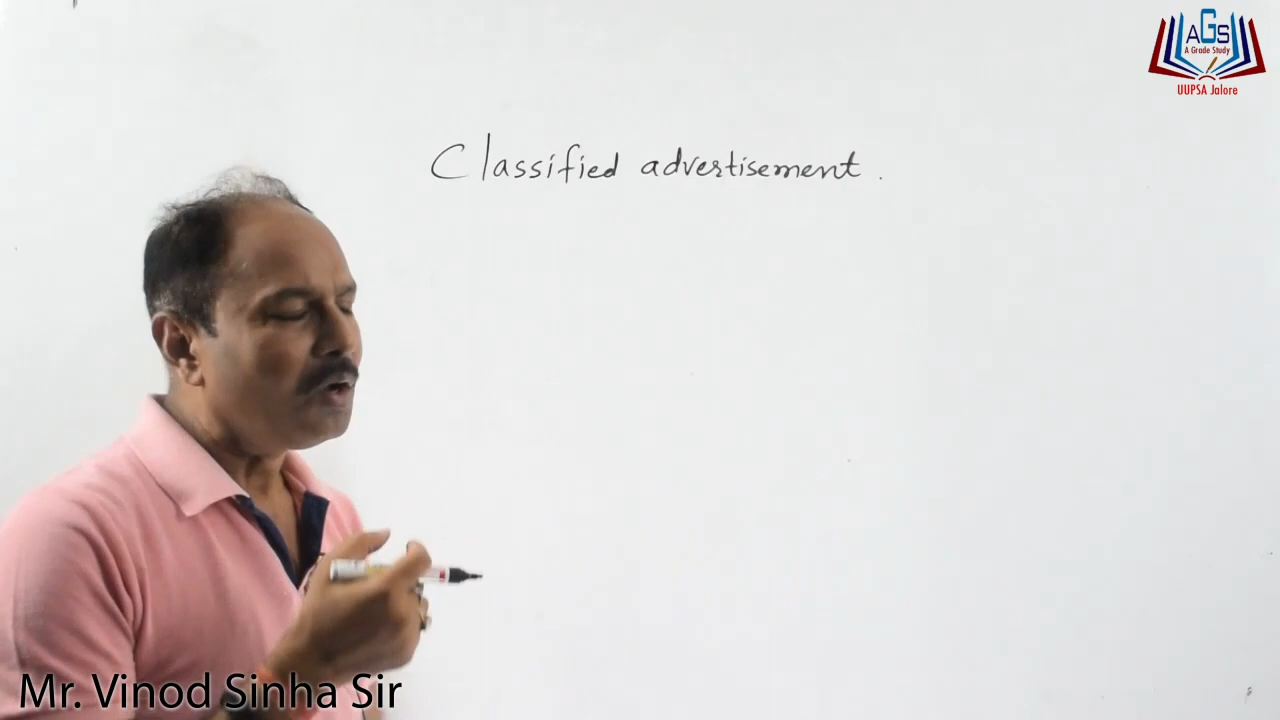 AGS
A Grade Study
UUPSA Jalore
Classified advertisement.
Mr. Vinod Sinha Sir